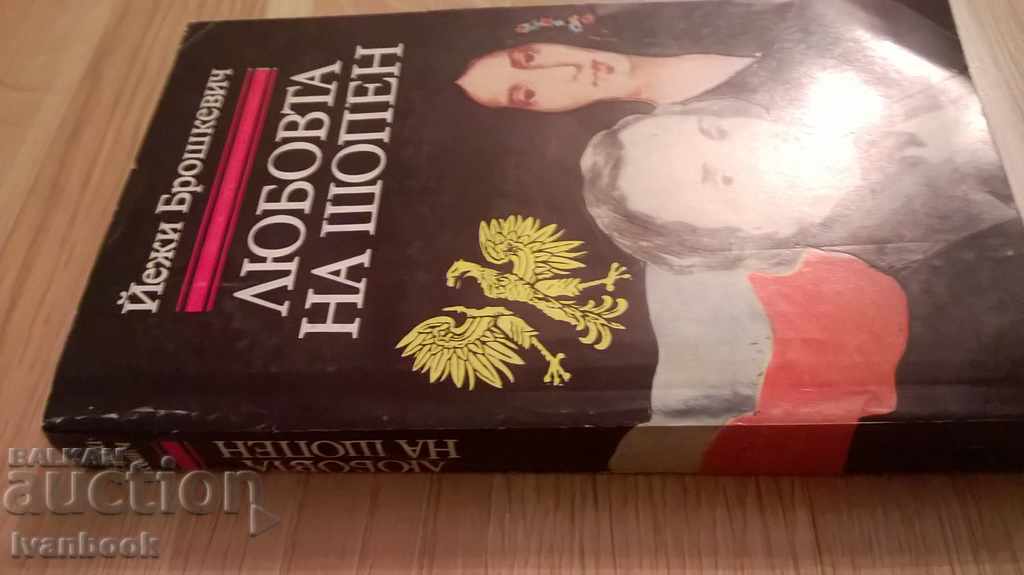 Йежи Брошкевич
ЛЮБОВТА
НА ШОПЕН
ЛЮБОВТА
НА ШОПЕН
BALKAN
auction
Ivanbook